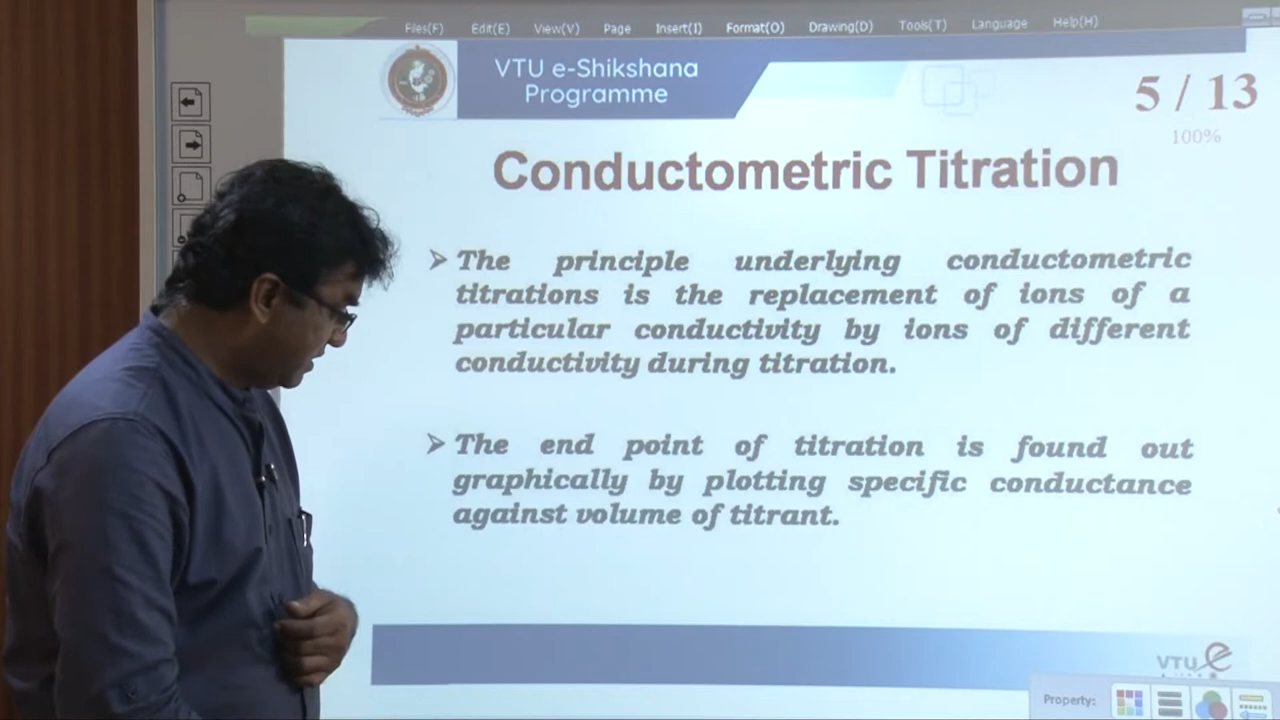 Files(F) Edit(E) View(V) Page Insert(I) Format(O) Drawing(D) Tools(T) Language Help(H)
VTU e-Shikshana
Programme
5 / 13
100%
Conductometric Titration
The principle underlying conductometric
titrations is the replacement of ions of a
particular conductivity by ions of different
conductivity during titration.
The end point of titration is found out
graphically by plotting specific conductance
against volume of titrant.
VTU e
Property: